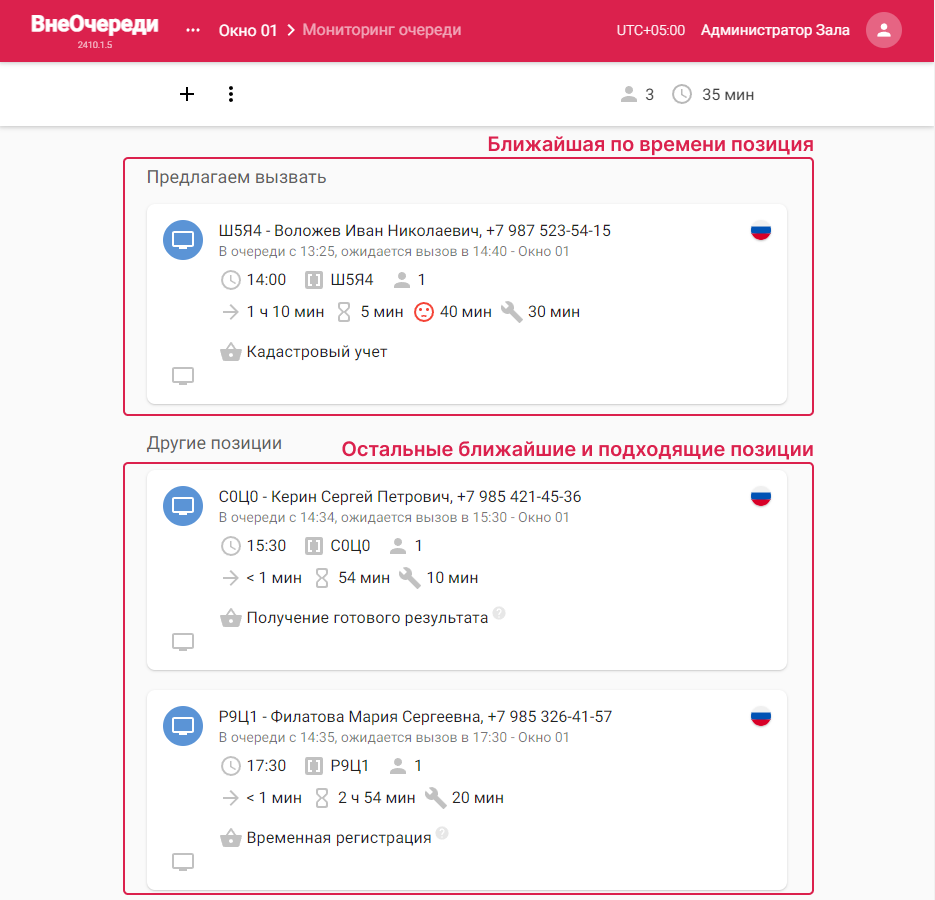 ВнеОчереди
2410.1.5
... Окно 01 > Мониторинг очереди
UTC+05:00 Администратор Зала
3 35 мин
Ближайшая по времени позиция
Предлагаем вызвать
Ш5Я4 - Воложев Иван Николаевич, +7 987 523-54-15
В очереди с 13:25, ожидается вызов в 14:40 - Окно 01
14:00 Ш5Я4 1
1 ч 10 мин 5 мин 40 мин 30 мин
Кадастровый учет
Другие позиции
Остальные ближайшие и подходящие позиции
С0Ц0 - Керин Сергей Петрович, +7 985 421-45-36
В очереди с 14:34, ожидается вызов в 15:30 - Окно 01
15:30 С0Ц0 1
< 1 мин 54 мин 10 мин
Получение готового результата ?
Р9Ц1 - Филатова Мария Сергеевна, +7 985 326-41-57
В очереди с 14:35, ожидается вызов в 17:30 - Окно 01
17:30 Р9Ц1 1
< 1 мин 2 ч 54 мин 20 мин
Временная регистрация ?